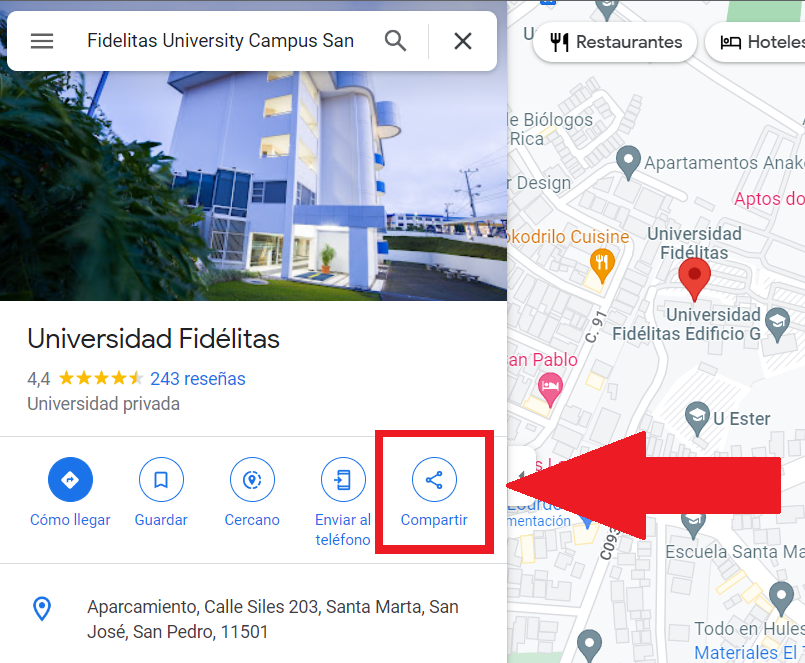 Fidelitas University Campus San
Universidad Fidélitas
4,4
243 reseñas
Universidad privada
Cómo llegar
Guardar
Cercano
Enviar al
teléfono
Compartir
Aparcamiento, Calle Siles 203, Santa Marta, San
José, San Pedro, 11501
Restaurantes
Hoteles
de Biólogos
Rica
Apartamentos Anak
r Design
Aptos do
okodrilo Cuisine
Universidad
Fidélitas
Universidad
Fidélitas Edificio G
C. 91
an Pablo
U Ester
mentación
C093
Escuela Santa Ma
Todo en Hules
Materiales El